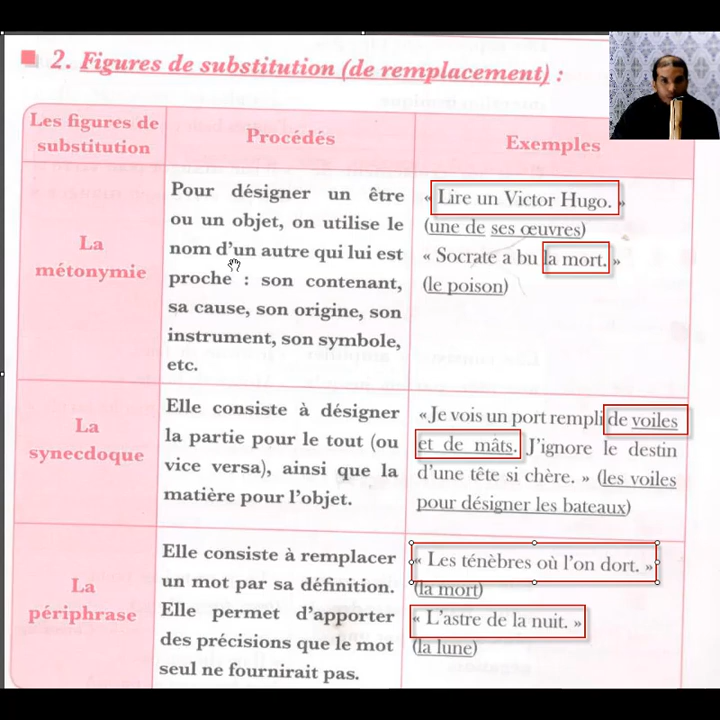 2. Figures de substitution (de remplacement) :
Les figures de
substitution
Procédés
Exemples
La
métonymie
Pour désigner un être
ou un objet, on utilise le
nom d'un autre qui lui est
proche : son contenant,
sa cause, son origine, son
instrument, son symbole,
etc.
« Lire un Victor Hugo. »
(une de ses œuvres)
« Socrate a bu la mort. »
(le poison)
La
synecdoque
Elle consiste à désigner
la partie pour le tout (ou
vice versa), ainsi que la
matière pour l'objet.
«Je vois un port rempli de voiles
et de mâts. J'ignore le destin
d'une tête si chère. » (les voiles
pour désigner les bateaux)
La
périphrase
Elle consiste à remplacer
un mot par sa définition.
Elle permet d'apporter
des précisions que le mot
seul ne fournirait pas.
« Les ténèbres où l'on dort. »
(la mort)
« L'astre de la nuit. »
(la lune)